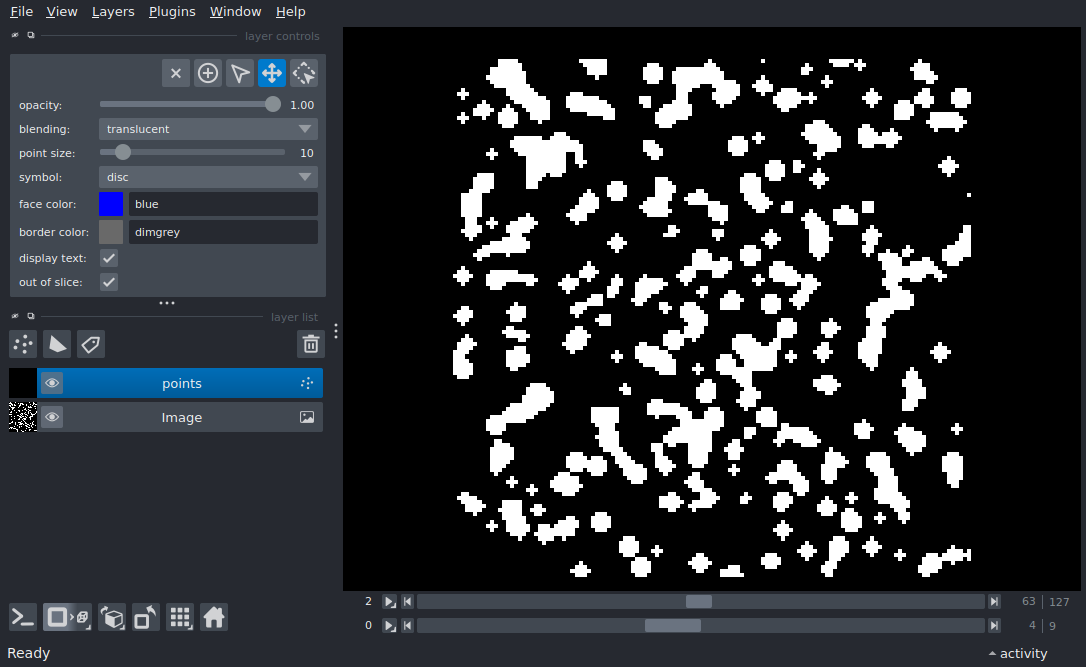 File View Layers Plugins Window Help
layer controls
opacity: 1.00
blending: translucent
point size: 10
symbol: disc
face color: blue
border color: dimgrey
display text:
out of slice:
layer list
points
Image
2 63 127
0 4 9
Ready activity